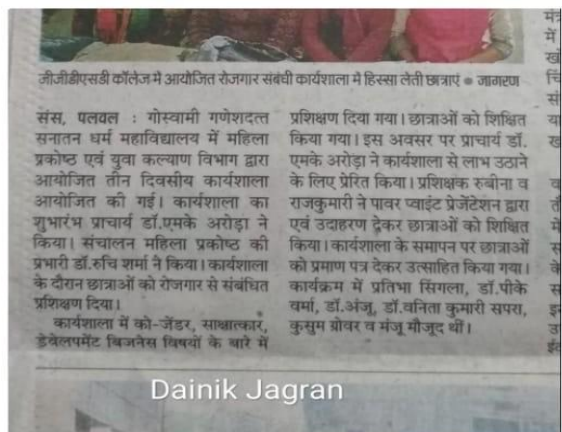 जीजीडीएसडी कॉलेज में आयोजित रोजगार संबंधी कार्यशाला में हिस्सा लेती छात्राएं ● जागरण
संस, पलवल : गोस्वामी गणेशदत्त
सनातन धर्म महाविद्यालय में महिला
प्रकोष्ठ एवं युवा कल्याण विभाग द्वारा
आयोजित तीन दिवसीय कार्यशाला
आयोजित की गई। कार्यशाला का
शुभारंभ प्राचार्य डॉ.एमके अरोड़ा ने
किया। संचालन महिला प्रकोष्ठ की
प्रभारी डॉ.रुचि शर्मा ने किया। कार्यशाला
के दौरान छात्राओं को रोजगार से संबंधित
प्रशिक्षण दिया।
कार्यशाला में को-जेंडर, साक्षात्कार,
डेवेलपमेंट बिजनेस विषयों के बारे में
प्रशिक्षण दिया गया। छात्राओं को शिक्षित
किया गया। इस अवसर पर प्राचार्य डॉ.
एमके अरोड़ा ने कार्यशाला से लाभ उठाने
के लिए प्रेरित किया। प्रशिक्षक रुबीना व
राजकुमारी ने पावर प्वाइंट प्रेजेंटेशन द्वारा
एवं उदाहरण देकर छात्राओं को शिक्षित
किया। कार्यशाला के समापन पर छात्राओं
को प्रमाण पत्र देकर उत्साहित किया गया।
कार्यक्रम में प्रतिभा सिंगला, डॉ.पीके
वर्मा, डॉ.अंजू, डॉ.वनिता कुमारी सपरा,
कुसुम ग्रोवर व मंजू मौजूद थीं।
Dainik Jagran